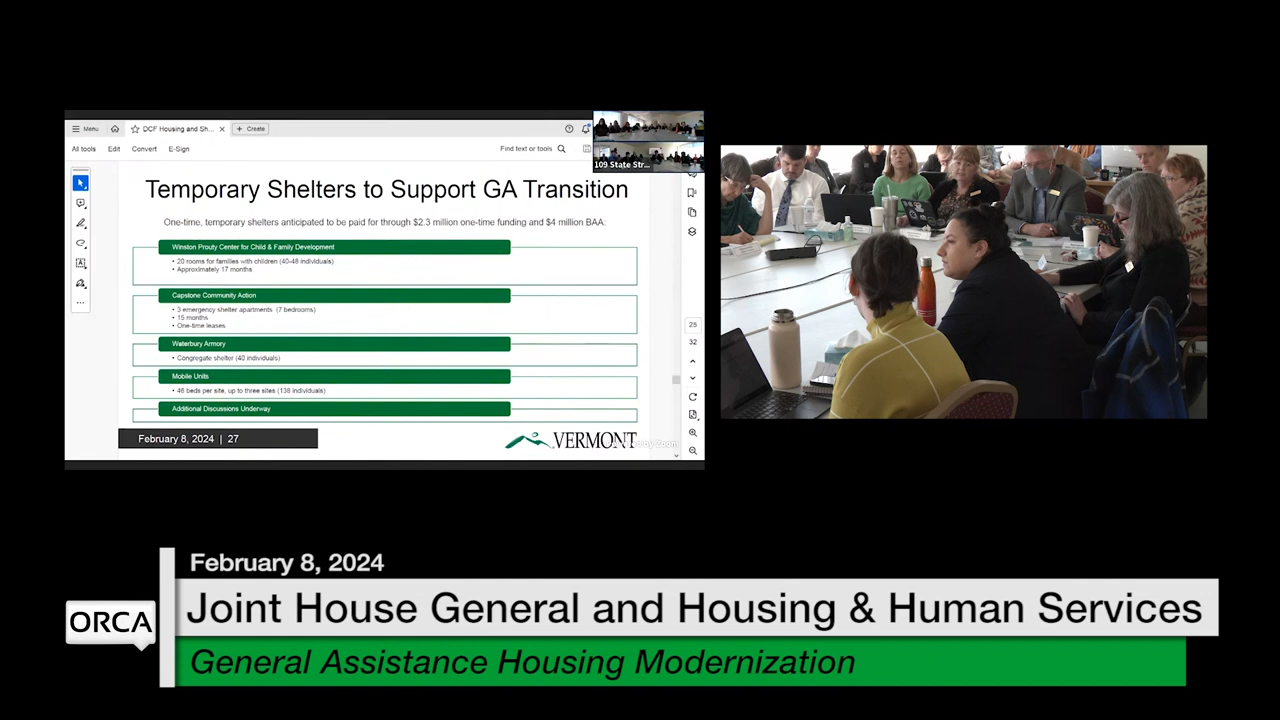 Menu
DCF Housing and Sh...
Create
All tools
Edit
Convert
E-Sign
Find text or tools
109 State Str...
Temporary Shelters to Support GA Transition
One-time, temporary shelters anticipated to be paid for through $2.3 million one-time funding and $4 million BAA:
Winston Prouty Center for Child & Family Development
• 20 rooms for families with children (40-48 individuals)
• Approximately 17 months
Capstone Community Action
• 3 emergency shelter apartments (7 bedrooms)
• 15 months
• One-time leases
Waterbury Armory
• Congregate shelter (40 individuals)
Mobile Units
• 46 beds per site, up to three sites (138 individuals)
Additional Discussions Underway
February 8, 2024 | 27
VERMONT
by Zoom
32
February 8, 2024
ORCA
Joint House General and Housing & Human Services
General Assistance Housing Modernization